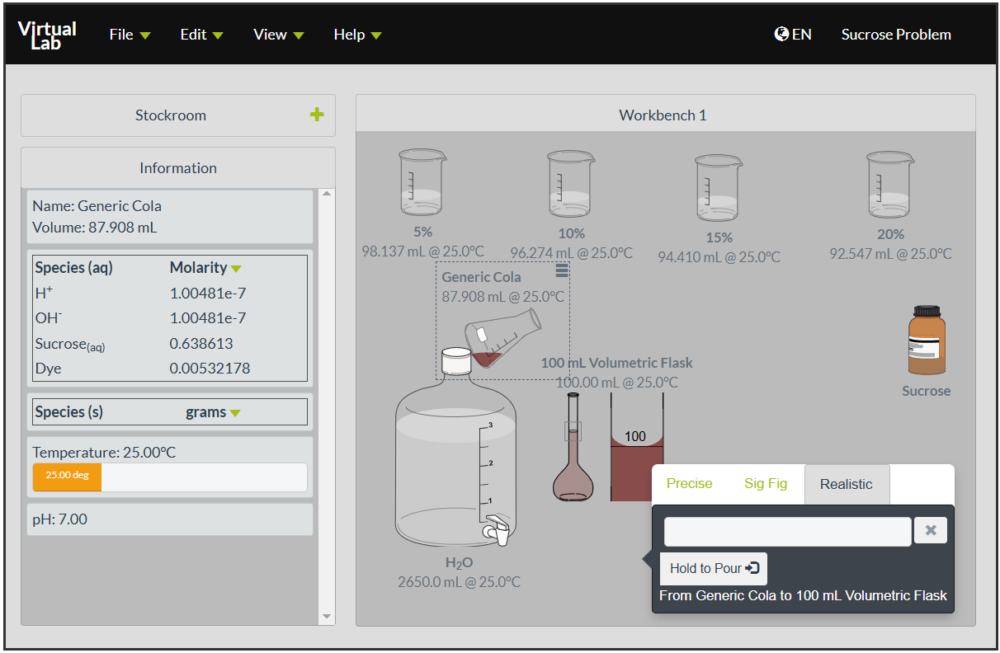 Virtual
Lab
File
Edit
View
Help
EN
Sucrose Problem
Stockroom
Information
Name: Generic Cola
Volume: 87.908 mL
Species (aq) Molarity
H+ 1.00481e-7
OH- 1.00481e-7
Sucrose(aq) 0.638613
Dye 0.00532178
Species (s) grams
Temperature: 25.00°C
25.00 deg
pH: 7.00
Workbench 1
5%
98.137 mL @ 25.0°C
10%
96.274 mL @ 25.0°C
15%
94.410 mL @ 25.0°C
20%
92.547 mL @ 25.0°C
Generic Cola
87.908 mL @ 25.0°C
100 mL Volumetric Flask
100.00 mL @ 25.0°C
Sucrose
3
2
1
100
H2O
2650.0 mL @ 25.0°C
Precise
Sig Fig
Realistic
Hold to Pour
From Generic Cola to 100 mL Volumetric Flask